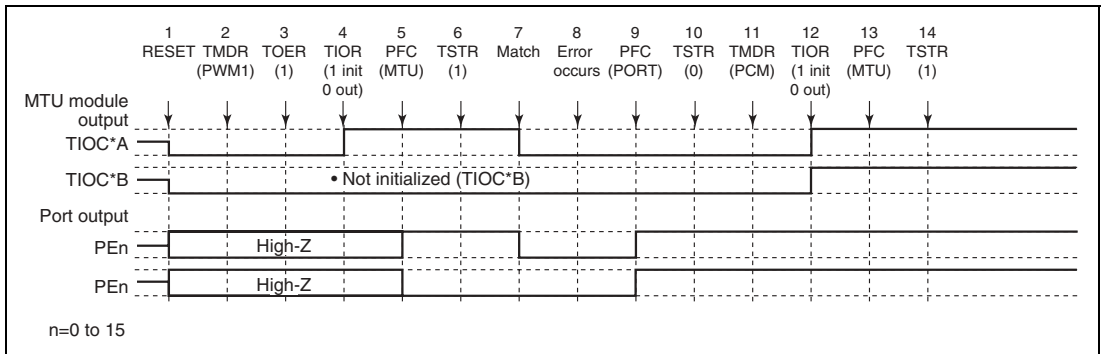 1 2 3 4 5 6 7 8 9 10 11 12 13 14
RESET TMDR TOER TIOR PFC TSTR Match Error PFC TSTR TMDR TIOR PFC TSTR
(PWM1) (1) (1 init (MTU) (1) occurs (PORT) (0) (PCM) (1 init (MTU) (1)
0 out) 0 out)
MTU module
output
TIOC*A
TIOC*B
• Not initialized (TIOC*B)
Port output
PEn
High-Z
PEn
High-Z
n=0 to 15